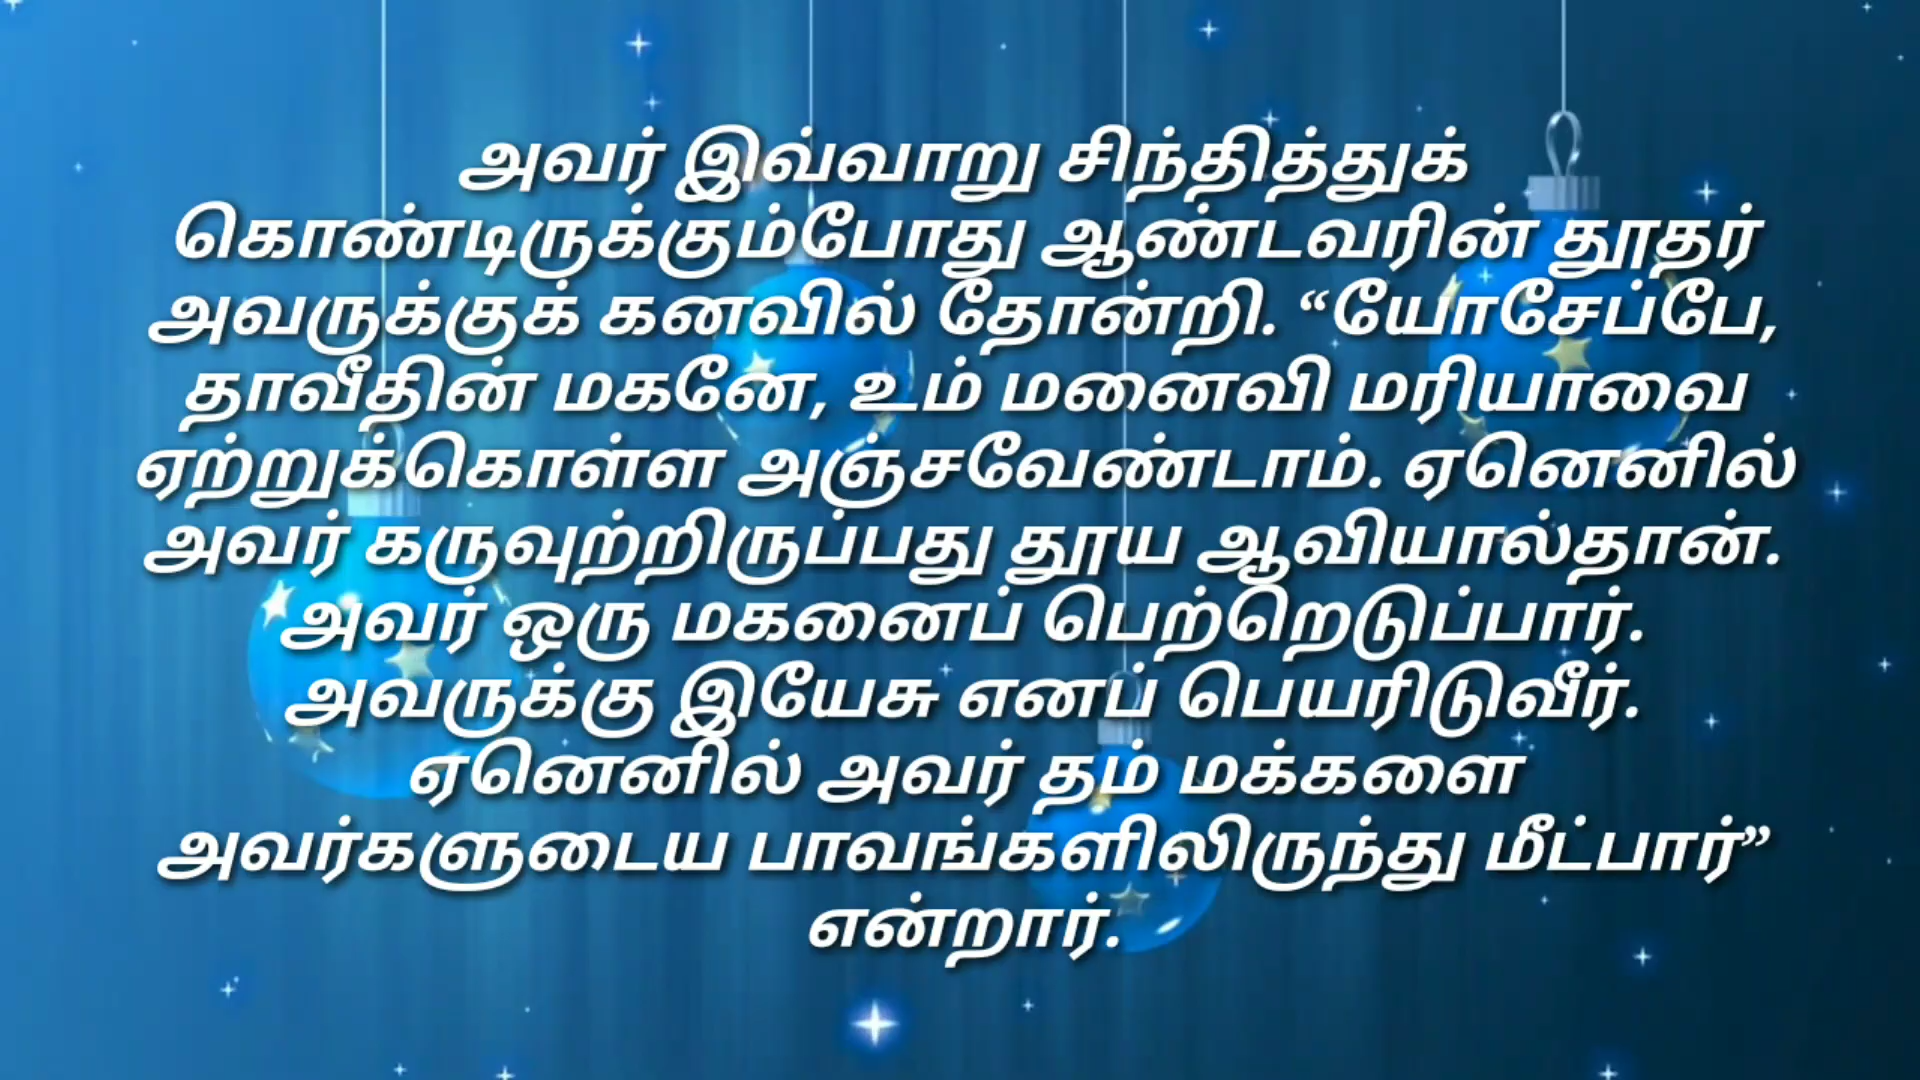 அவர் இவ்வாறு சிந்தித்துக்
கொண்டிருக்கும்போது ஆண்டவரின் தூதர்
அவருக்குக் கனவில் தோன்றி. “யோசேப்பே,
தாவீதின் மகனே, உம் மனைவி மரியாவை
ஏற்றுக்கொள்ள அஞ்சவேண்டாம். ஏனெனில்
அவர் கருவுற்றிருப்பது தூய ஆவியால்தான்.
அவர் ஒரு மகனைப் பெற்றெடுப்பார்.
அவருக்கு இயேசு எனப் பெயரிடுவீர்.
ஏனெனில் அவர் தம் மக்களை
அவர்களுடைய பாவங்களிலிருந்து மீட்பார்”
என்றார்.